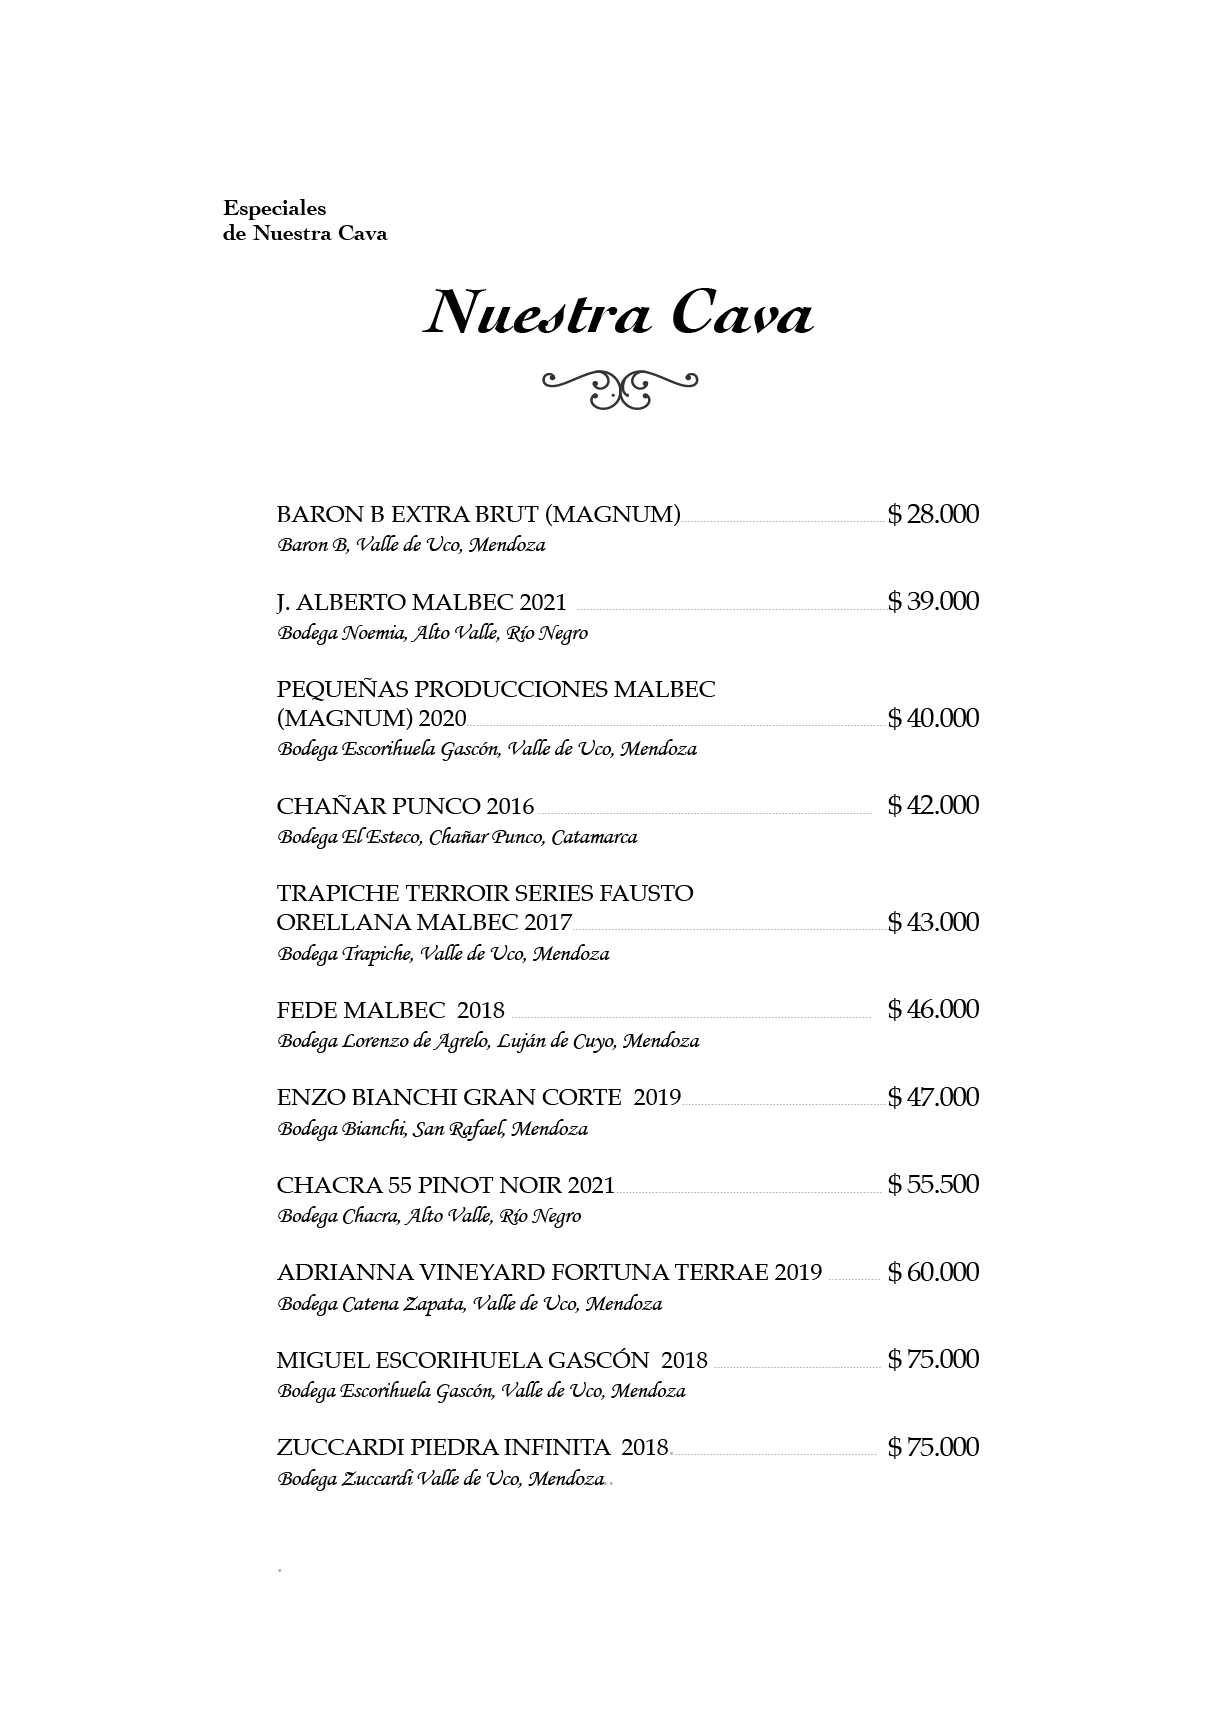 Especiales
de Nuestra Cava
Nuestra Cava
BARON B EXTRA BRUT (MAGNUM) $ 28.000
Baron B, Valle de Uco, Mendoza
J. ALBERTO MALBEC 2021 $ 39.000
Bodega Noemia, Alto Valle, Río Negro
PEQUEÑAS PRODUCCIONES MALBEC
(MAGNUM) 2020 $ 40.000
Bodega Escorihuela Gascón, Valle de Uco, Mendoza
CHAÑAR PUNCO 2016 $ 42.000
Bodega El Esteco, Chañar Punco, Catamarca
TRAPICHE TERROIR SERIES FAUSTO
ORELLANA MALBEC 2017 $ 43.000
Bodega Trapiche, Valle de Uco, Mendoza
FEDE MALBEC 2018 $ 46.000
Bodega Lorenzo de Agrelo, Luján de Cuyo, Mendoza
ENZO BIANCHI GRAN CORTE 2019 $ 47.000
Bodega Bianchi, San Rafael, Mendoza
CHACRA 55 PINOT NOIR 2021 $ 55.500
Bodega Chacra, Alto Valle, Río Negro
ADRIANNA VINEYARD FORTUNA TERRAE 2019 $ 60.000
Bodega Catena Zapata, Valle de Uco, Mendoza
MIGUEL ESCORIHUELA GASCÓN 2018 $ 75.000
Bodega Escorihuela Gascón, Valle de Uco, Mendoza
ZUCCARDI PIEDRA INFINITA 2018. $ 75.000
Bodega Zuccardi Valle de Uco, Mendoza..
.